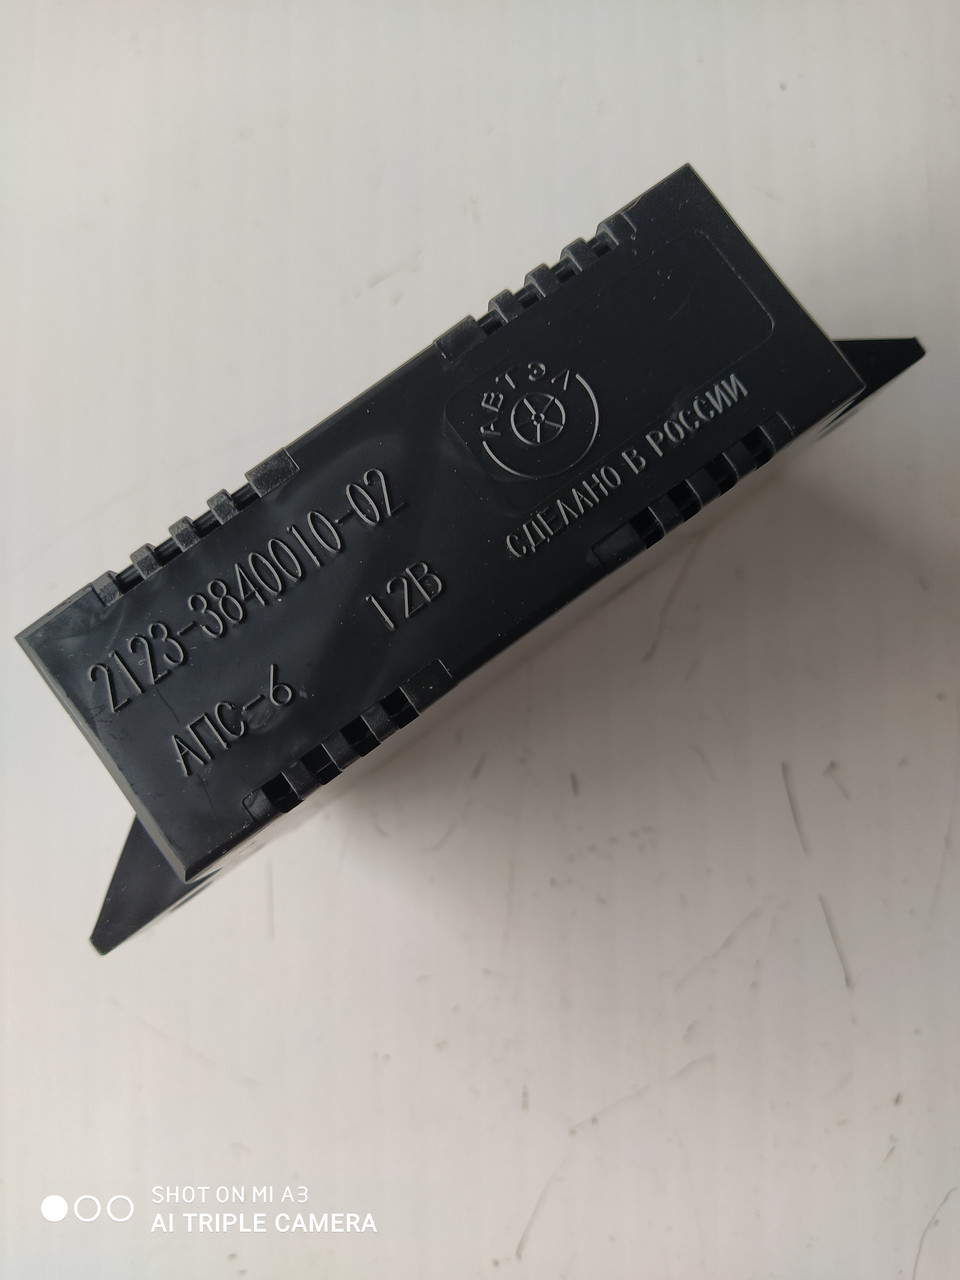 АВТЭЛ
СДЕЛАНО В РОССИИ
2123-3840010-02
АПС-6 12В
SHOT ON MI A3
AI TRIPLE CAMERA